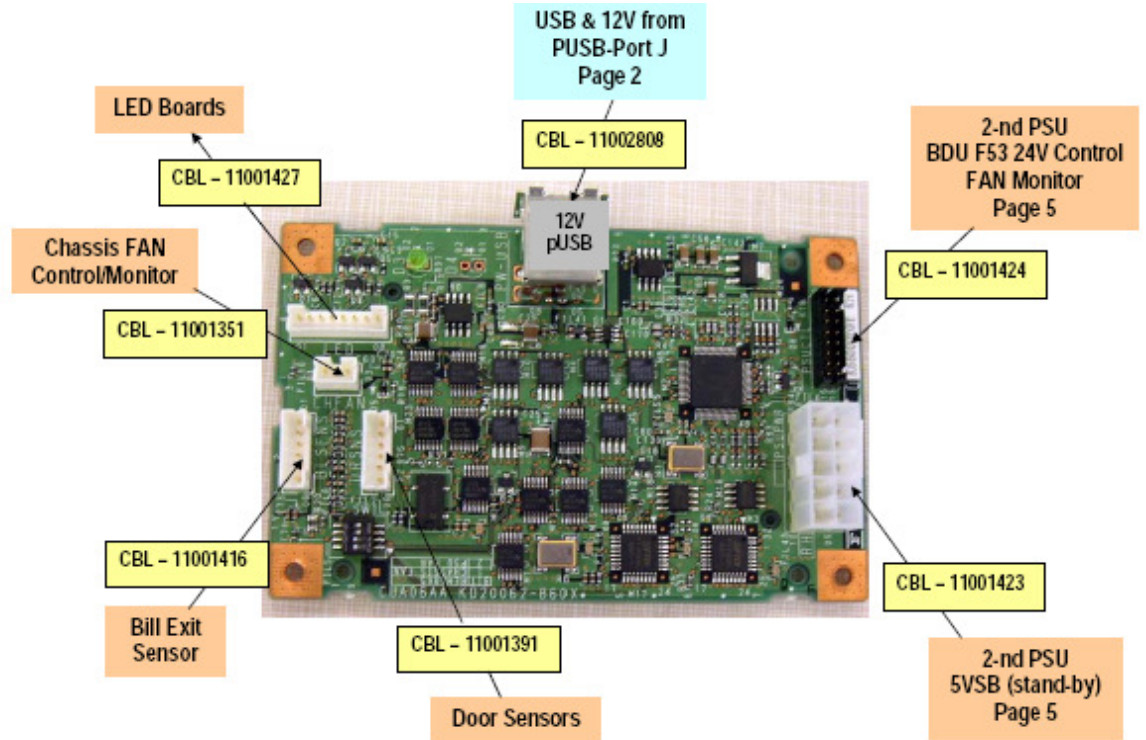 USB & 12V from
PUSB-Port J
Page 2
LED Boards
CBL – 11002808
2-nd PSU
BDU F53 24V Control
FAN Monitor
Page 5
CBL – 11001427
12V
pUSB
Chassis FAN
Control/Monitor
CBL – 11001424
CBL – 11001351
CBL – 11001416
CBL – 11001423
Bill Exit
Sensor
CBL – 11001391
2-nd PSU
5VSB (stand-by)
Page 5
Door Sensors